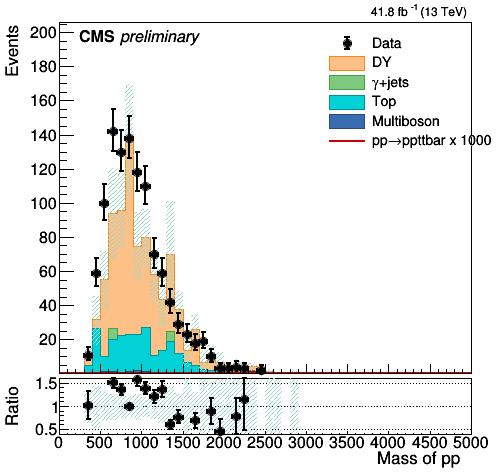 41.8 fb⁻¹ (13 TeV)
CMS preliminary
Events
200
180
160
140
120
100
80
60
40
20
Data
DY
γ+jets
Top
Multiboson
pp→ppttbar x 1000
Ratio
1.5
1
0.5
0 500 1000 1500 2000 2500 3000 3500 4000 4500 5000
Mass of pp